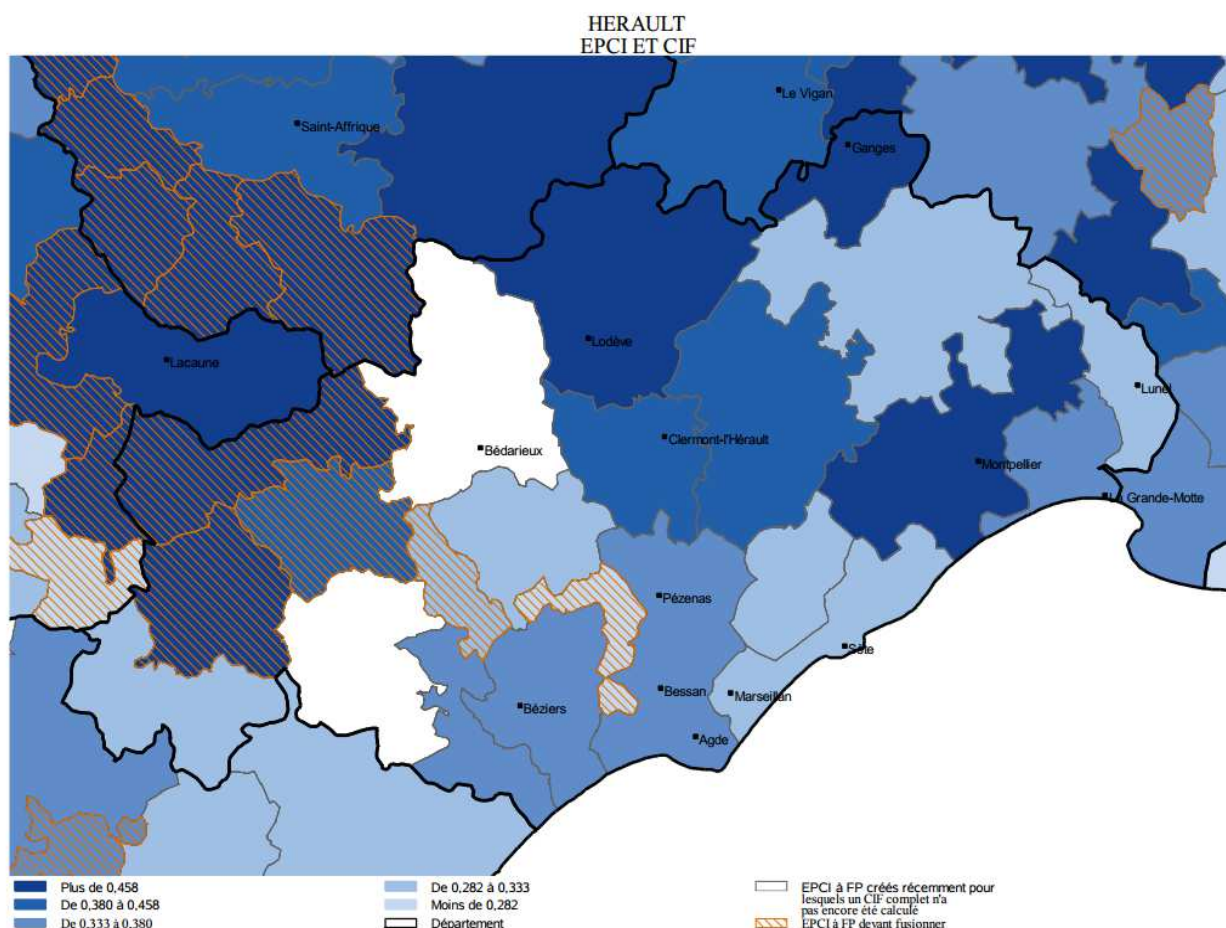 HERAULT
EPCI ET CIF
Le Vigan
Saint-Affrique
Ganges
Lodève
Lacaune
Lunel
Clermont-l'Hérault
Bédarieux
Montpellier
La Grande-Motte
Pézenas
Sète
Bessan
Marseillan
Béziers
Agde
Plus de 0,458
De 0,380 à 0,458
De 0,333 à 0,380
De 0,282 à 0,333
Moins de 0,282
Département
EPCI à FP créés récemment pour
lesquels un CIF complet n'a
pas encore été calculé
EPCI à FP devant fusionner